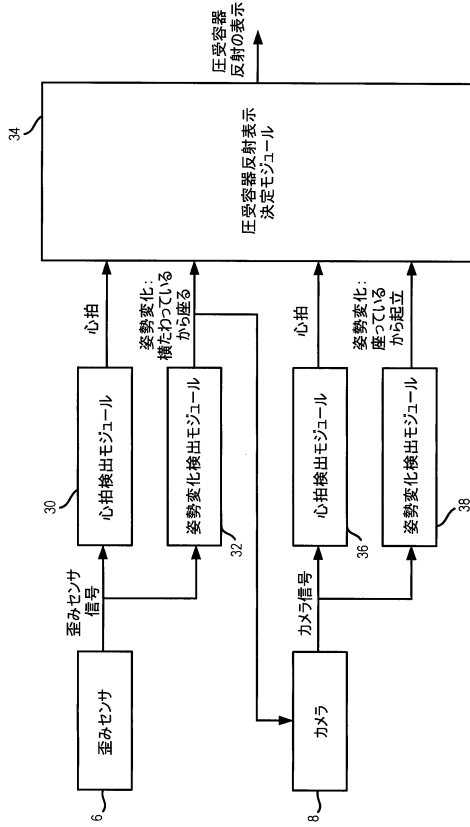 歪みセンサ
6
歪みセンサ
信号
30
心拍検出モジュール
心拍
姿勢変化検出モジュール
32
姿勢変化：
横たわっている
から座る
カメラ
8
カメラ信号
心拍検出モジュール
36
心拍
姿勢変化検出モジュール
38
姿勢変化：
座っている
から起立
34
圧受容器反射表示
決定モジュール
圧受容器
反射の表示